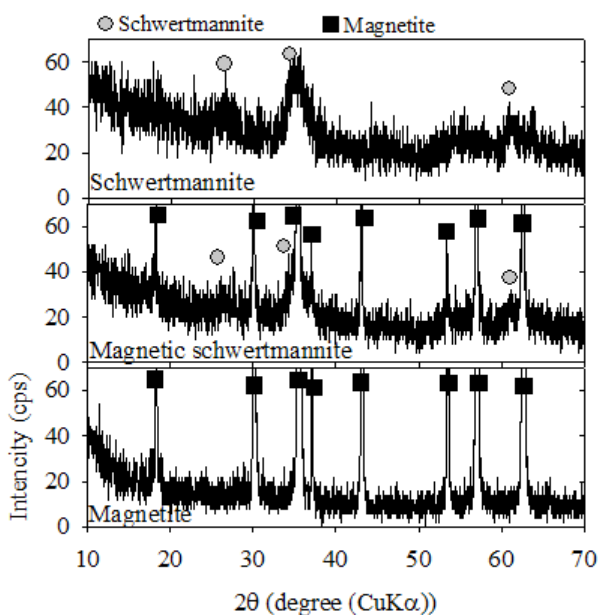 Schwertmannite Magnetite
60
40
20
0
Schwertmannite
60
40
20
0
Magnetic schwertmannite
60
40
20
0
Magnetite
Intencity (cps)
10 20 30 40 50 60 70
2θ (degree (CuKα))